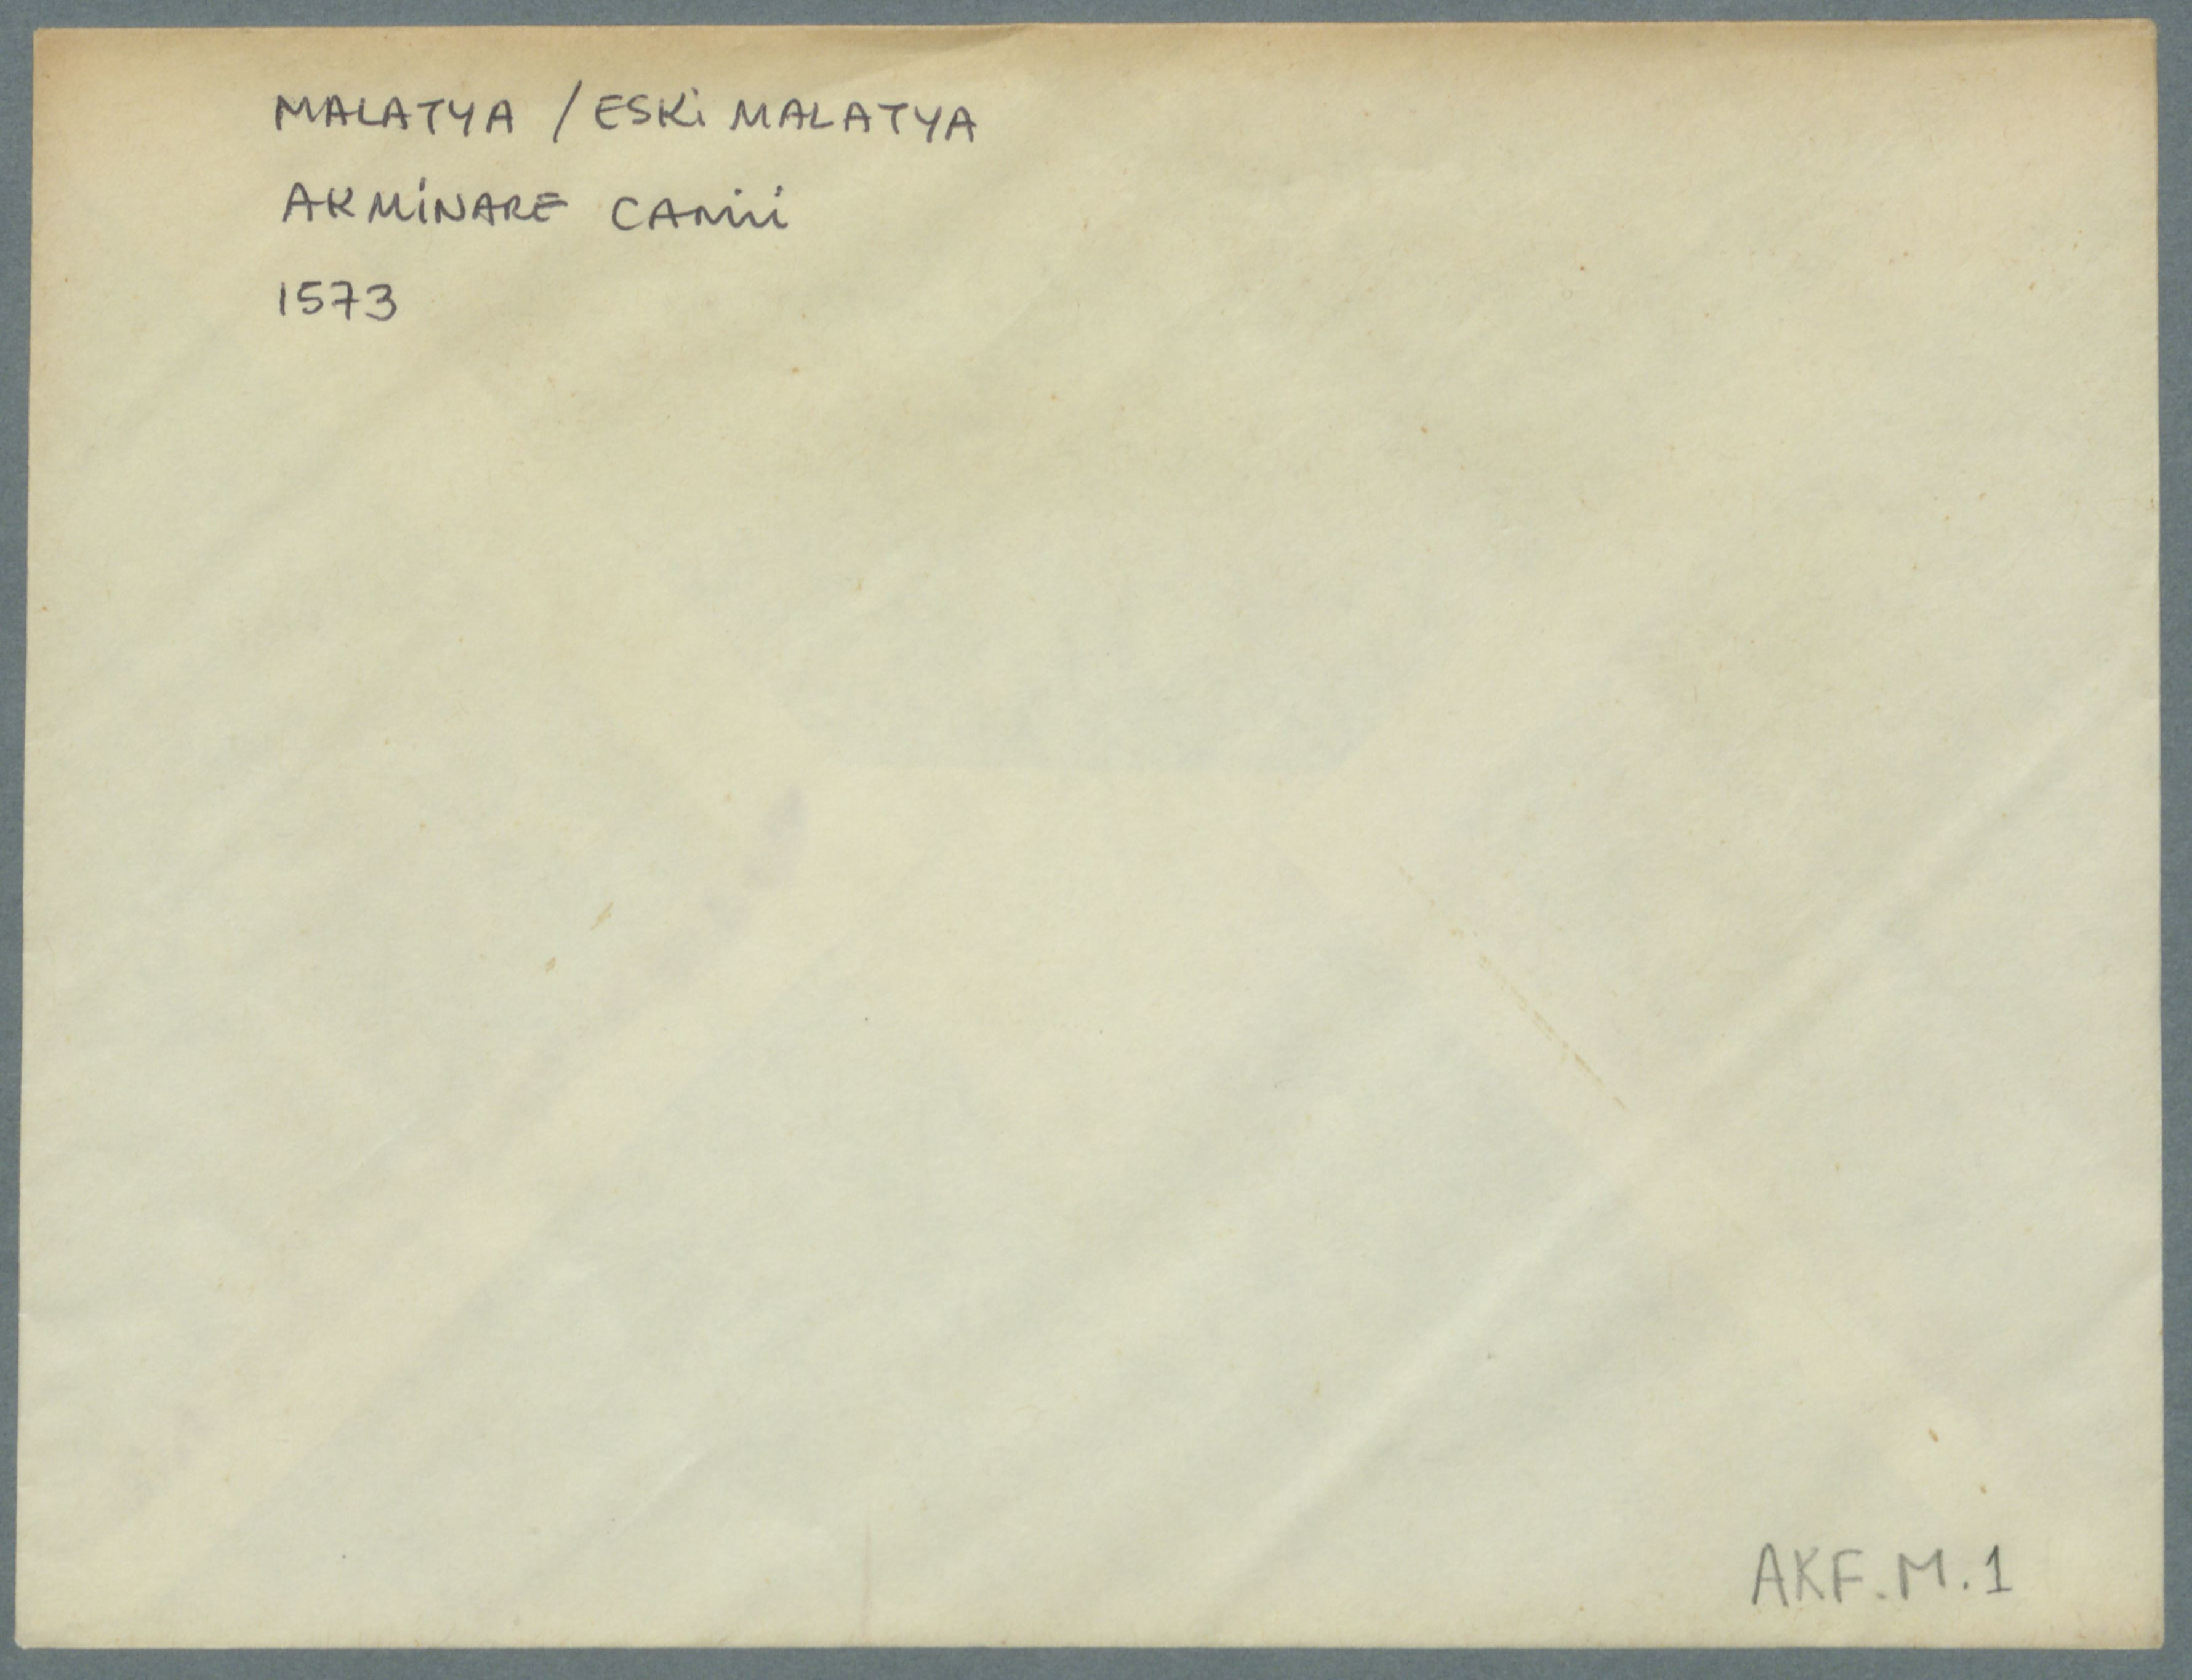 MALATYA / ESKİ MALATYA
AKMİNARE CAMİİ
1573
AKF.M.1